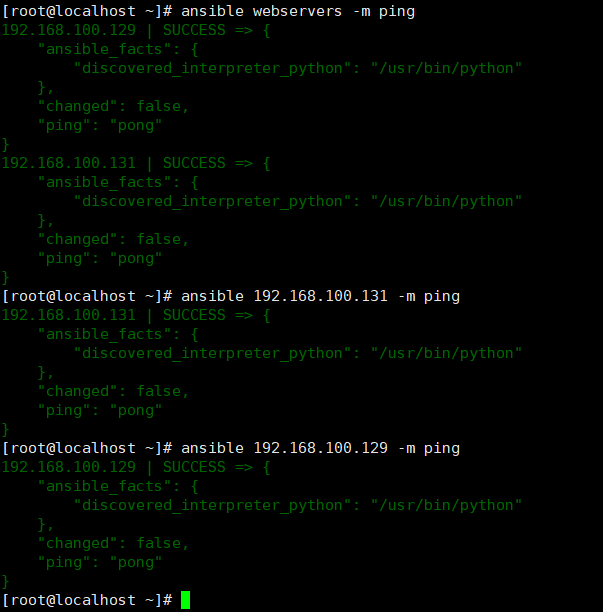 [root@localhost ~]# ansible webservers -m ping
192.168.100.129 | SUCCESS => {
    "ansible_facts": {
        "discovered_interpreter_python": "/usr/bin/python"
    },
    "changed": false,
    "ping": "pong"
}
192.168.100.131 | SUCCESS => {
    "ansible_facts": {
        "discovered_interpreter_python": "/usr/bin/python"
    },
    "changed": false,
    "ping": "pong"
}
[root@localhost ~]# ansible 192.168.100.131 -m ping
192.168.100.131 | SUCCESS => {
    "ansible_facts": {
        "discovered_interpreter_python": "/usr/bin/python"
    },
    "changed": false,
    "ping": "pong"
}
[root@localhost ~]# ansible 192.168.100.129 -m ping
192.168.100.129 | SUCCESS => {
    "ansible_facts": {
        "discovered_interpreter_python": "/usr/bin/python"
    },
    "changed": false,
    "ping": "pong"
}
[root@localhost ~]#